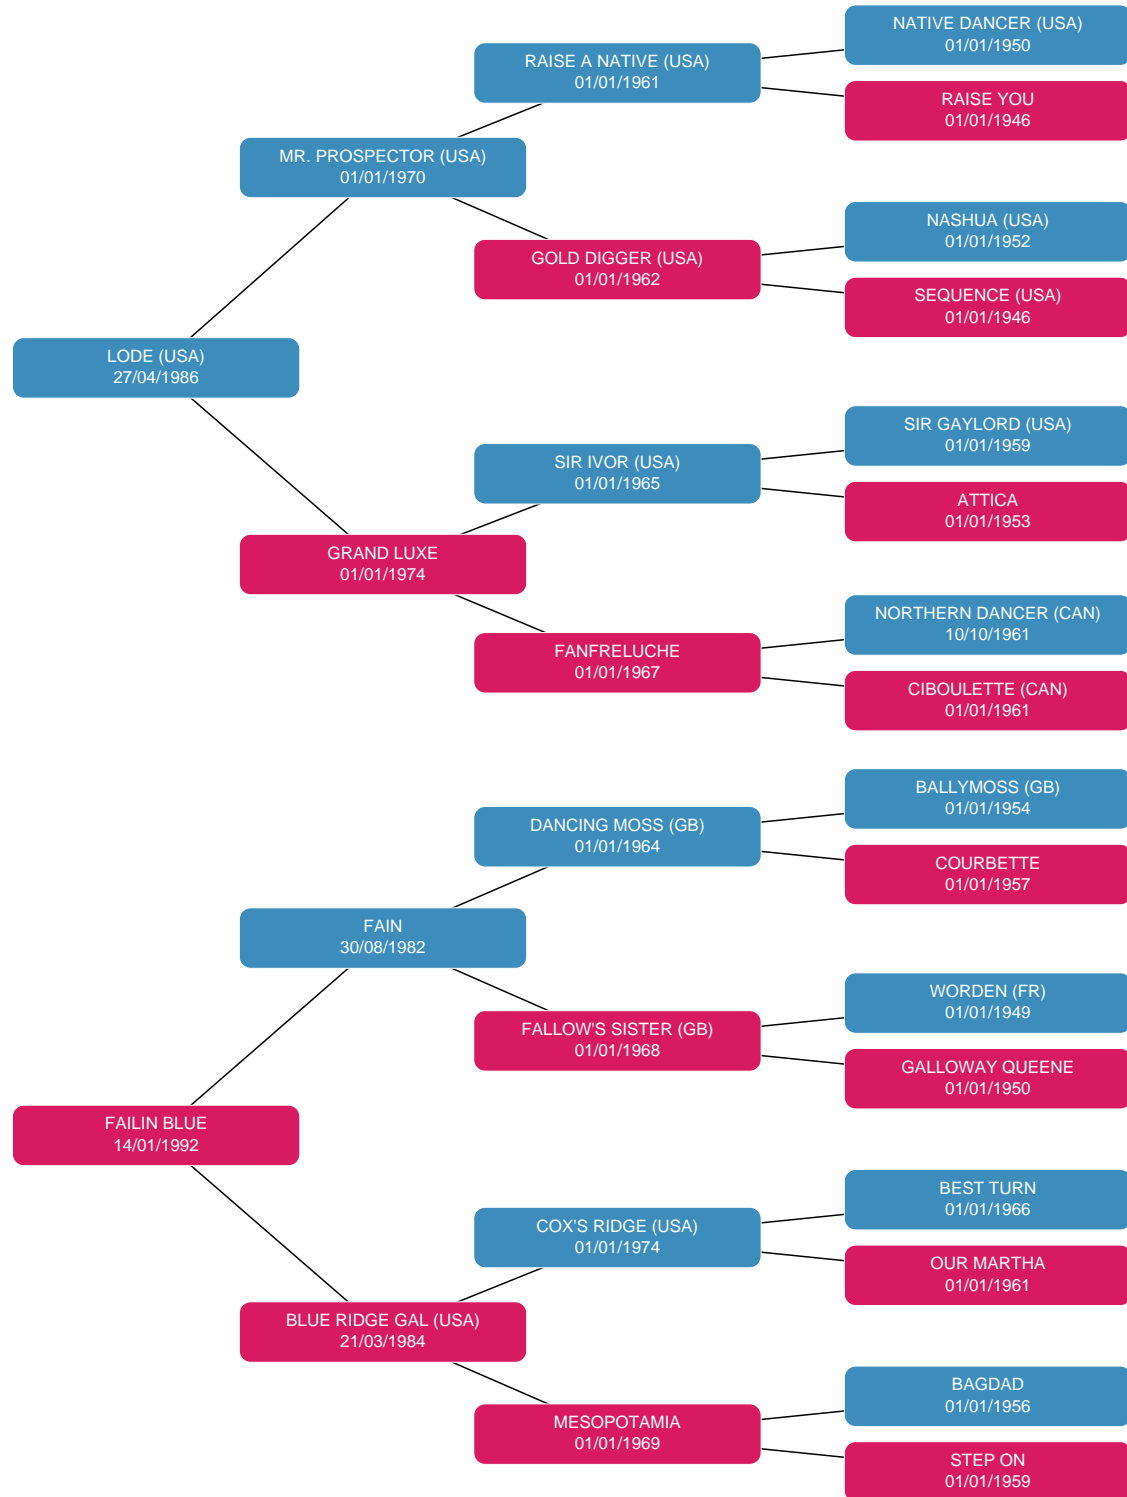 NATIVE DANCER (USA)
01/01/1950
RAISE A NATIVE (USA)
01/01/1961
RAISE YOU
01/01/1946
MR. PROSPECTOR (USA)
01/01/1970
NASHUA (USA)
01/01/1952
GOLD DIGGER (USA)
01/01/1962
SEQUENCE (USA)
01/01/1946
LODE (USA)
27/04/1986
SIR GAYLORD (USA)
01/01/1959
SIR IVOR (USA)
01/01/1965
ATTICA
01/01/1953
GRAND LUXE
01/01/1974
NORTHERN DANCER (CAN)
10/10/1961
FANFRELUCHE
01/01/1967
CIBOULETTE (CAN)
01/01/1961
BALLYMOSS (GB)
01/01/1954
DANCING MOSS (GB)
01/01/1964
COURBETTE
01/01/1957
FAIN
30/08/1982
WORDEN (FR)
01/01/1949
FALLOW'S SISTER (GB)
01/01/1968
GALLOWAY QUEENE
01/01/1950
FAILIN BLUE
14/01/1992
BEST TURN
01/01/1966
COX'S RIDGE (USA)
01/01/1974
OUR MARTHA
01/01/1961
BLUE RIDGE GAL (USA)
21/03/1984
BAGDAD
01/01/1956
MESOPOTAMIA
01/01/1969
STEP ON
01/01/1959